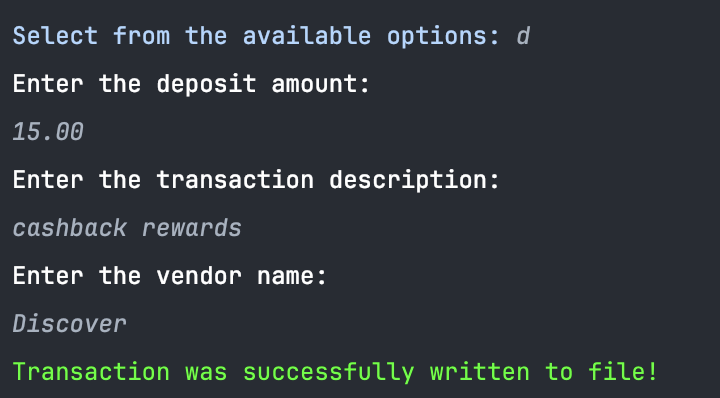 Select from the available options: d
Enter the deposit amount:
15.00
Enter the transaction description:
cashback rewards
Enter the vendor name:
Discover
Transaction was successfully written to file!